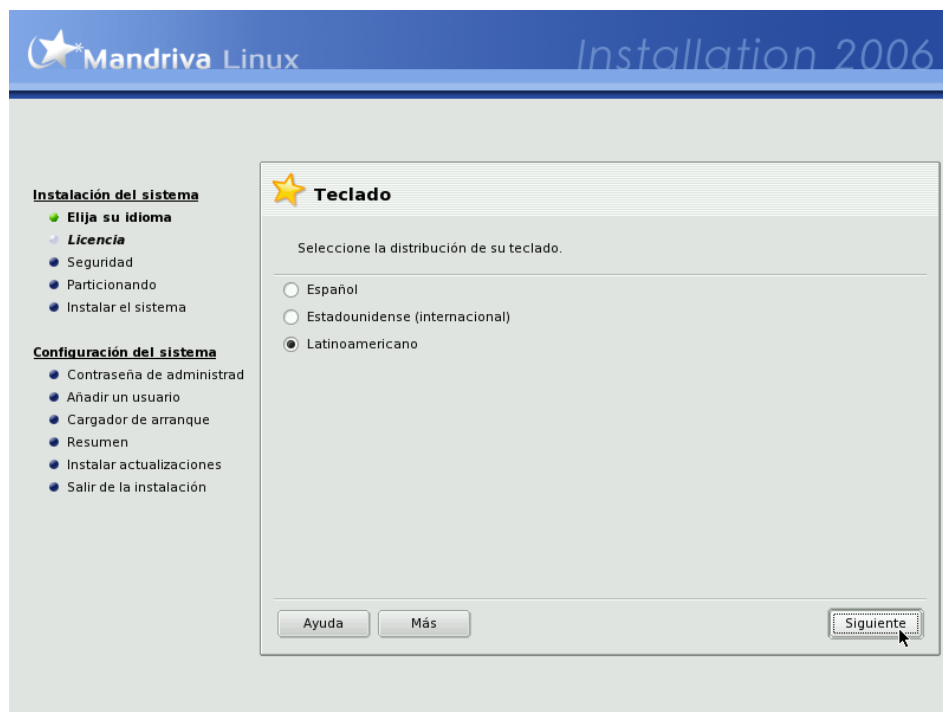 Mandriva Linux
Installation 2006
Instalación del sistema
Elija su idioma
Licencia
Seguridad
Particionando
Instalar el sistema
Configuración del sistema
Contraseña de administrad
Añadir un usuario
Cargador de arranque
Resumen
Instalar actualizaciones
Salir de la instalación
Teclado
Seleccione la distribución de su teclado.
Español
Estadounidense (internacional)
Latinoamericano
Ayuda
Más
Siguiente